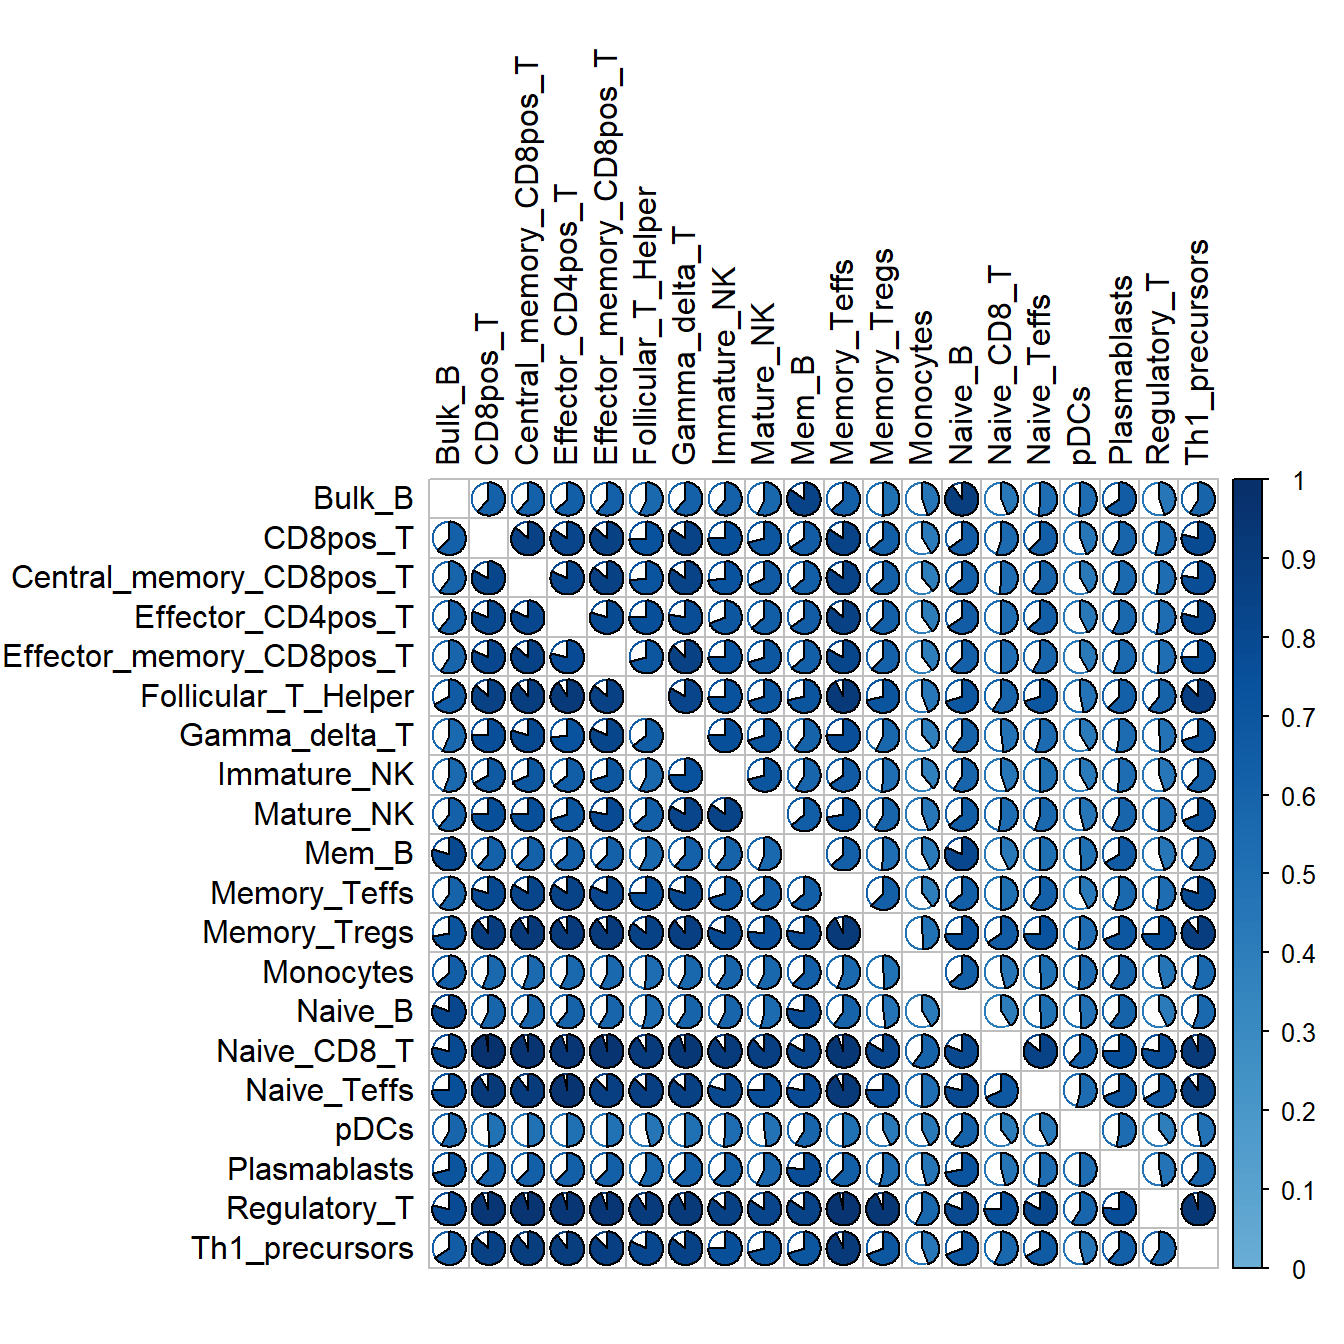 Bulk_B
CD8pos_T
Central_memory_CD8pos_T
Effector_CD4pos_T
Effector_memory_CD8pos_T
Follicular_T_Helper
Gamma_delta_T
Immature_NK
Mature_NK
Mem_B
Memory_Teffs
Memory_Tregs
Monocytes
Naive_B
Naive_CD8_T
Naive_Teffs
pDCs
Plasmablasts
Regulatory_T
Th1_precursors
Bulk_B
CD8pos_T
Central_memory_CD8pos_T
Effector_CD4pos_T
Effector_memory_CD8pos_T
Follicular_T_Helper
Gamma_delta_T
Immature_NK
Mature_NK
Mem_B
Memory_Teffs
Memory_Tregs
Monocytes
Naive_B
Naive_CD8_T
Naive_Teffs
pDCs
Plasmablasts
Regulatory_T
Th1_precursors
1
0.9
0.8
0.7
0.6
0.5
0.4
0.3
0.2
0.1
0